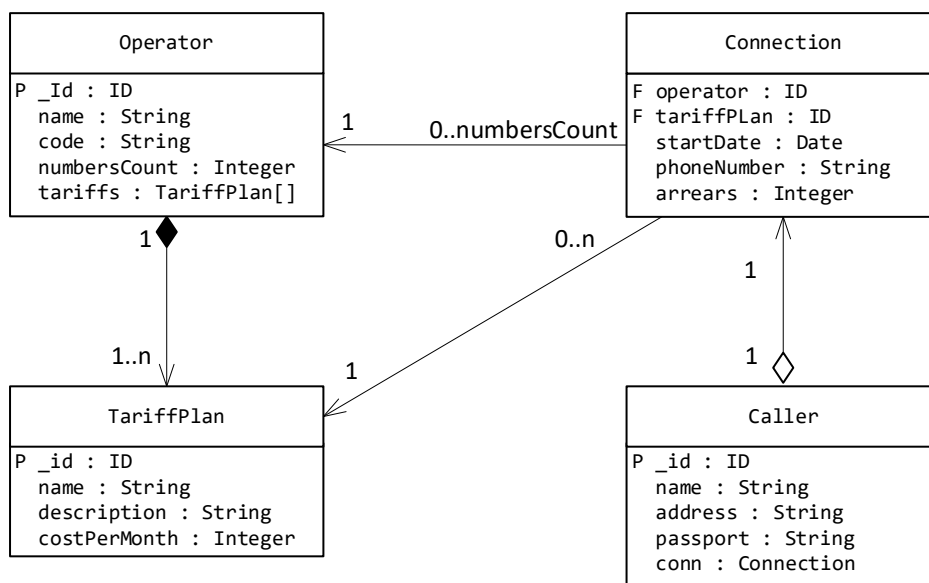 Operator
P _Id : ID
name : String
code : String
numbersCount : Integer
tariffs : TariffPlan[]
Connection
F operator : ID
F tariffPLan : ID
startDate : Date
phoneNumber : String
arrears : Integer
1
0..numbersCount
1
0..n
1
1..n
1
1
TariffPlan
P _id : ID
name : String
description : String
costPerMonth : Integer
Caller
P _id : ID
name : String
address : String
passport : String
conn : Connection